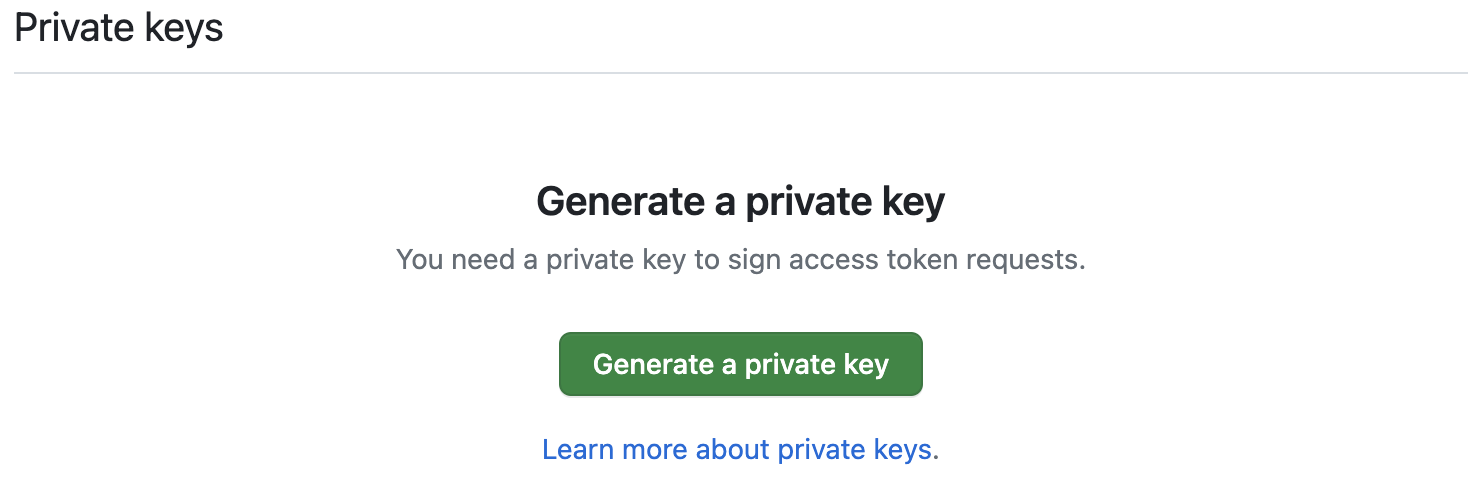 Private keys
Generate a private key
You need a private key to sign access token requests.
Generate a private key
Learn more about private keys.